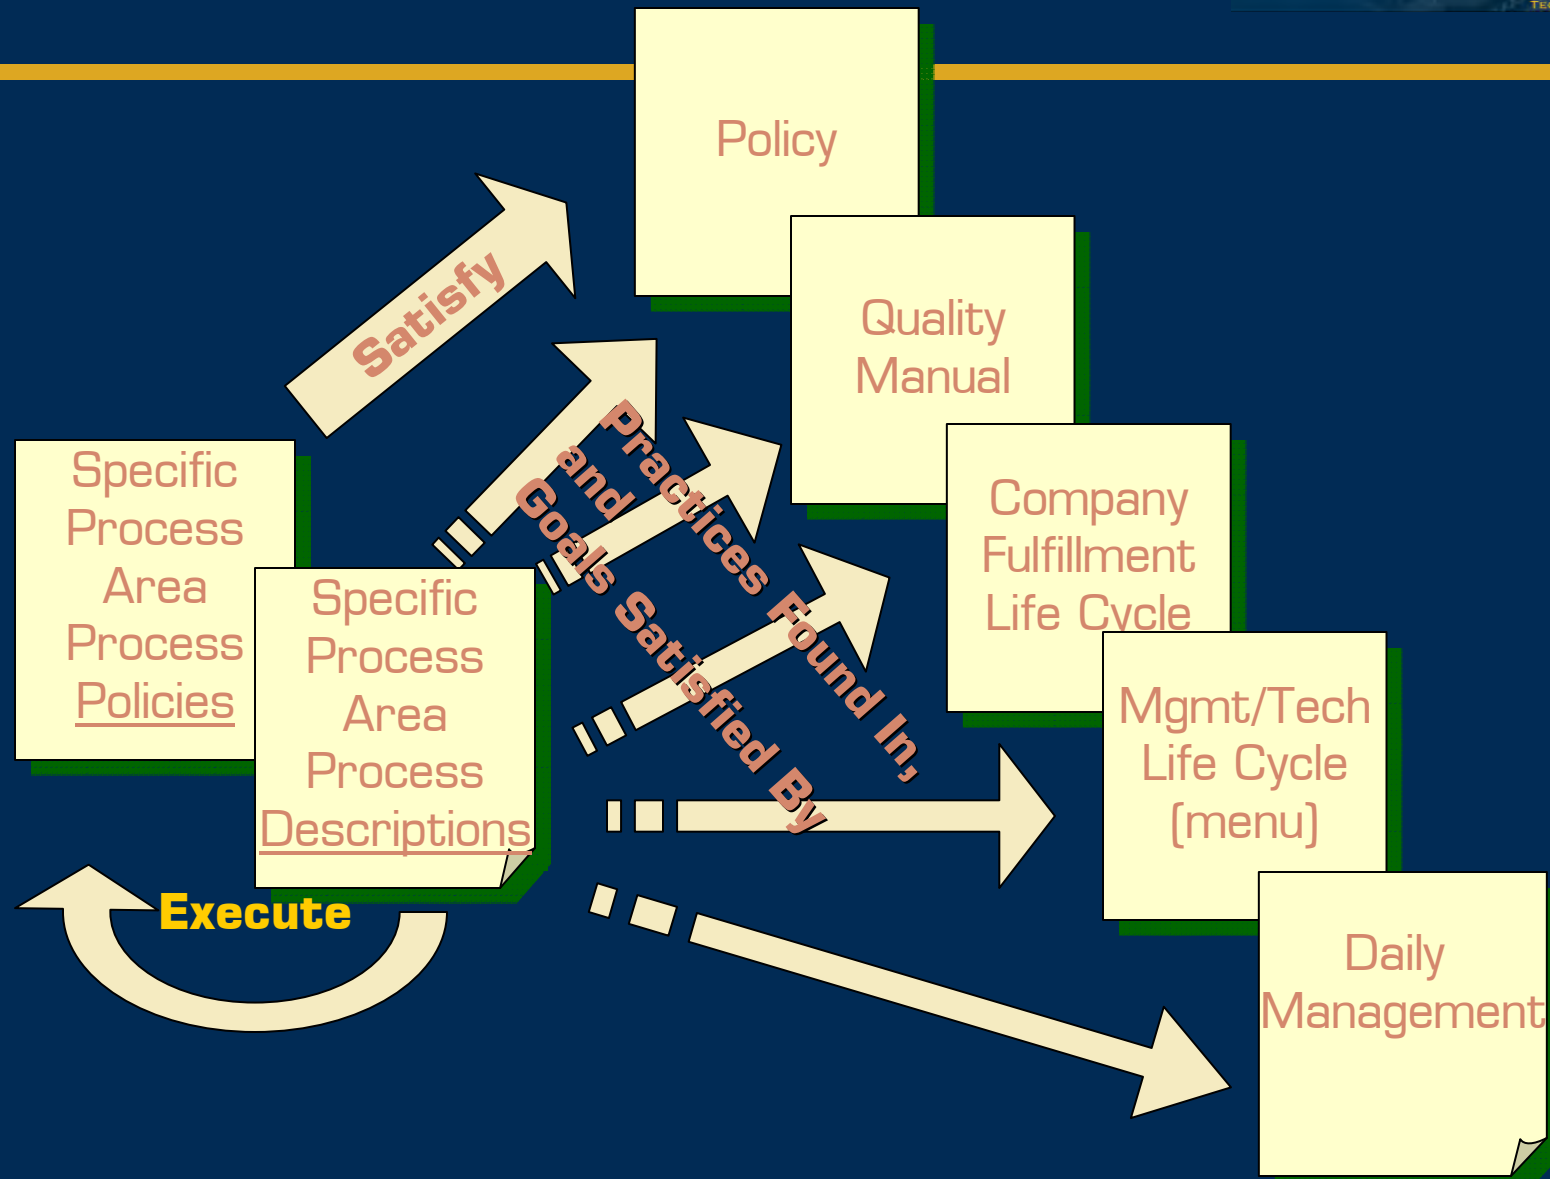 Policy
Quality
Manual
Company
Fulfillment
Life Cycle
Mgmt/Tech
Life Cycle
(menu)
Daily
Management
Satisfy
Practices Found In,
and
Goals Satisfied By
Specific
Process
Area
Process
Policies
Specific
Process
Area
Process
Descriptions
Execute